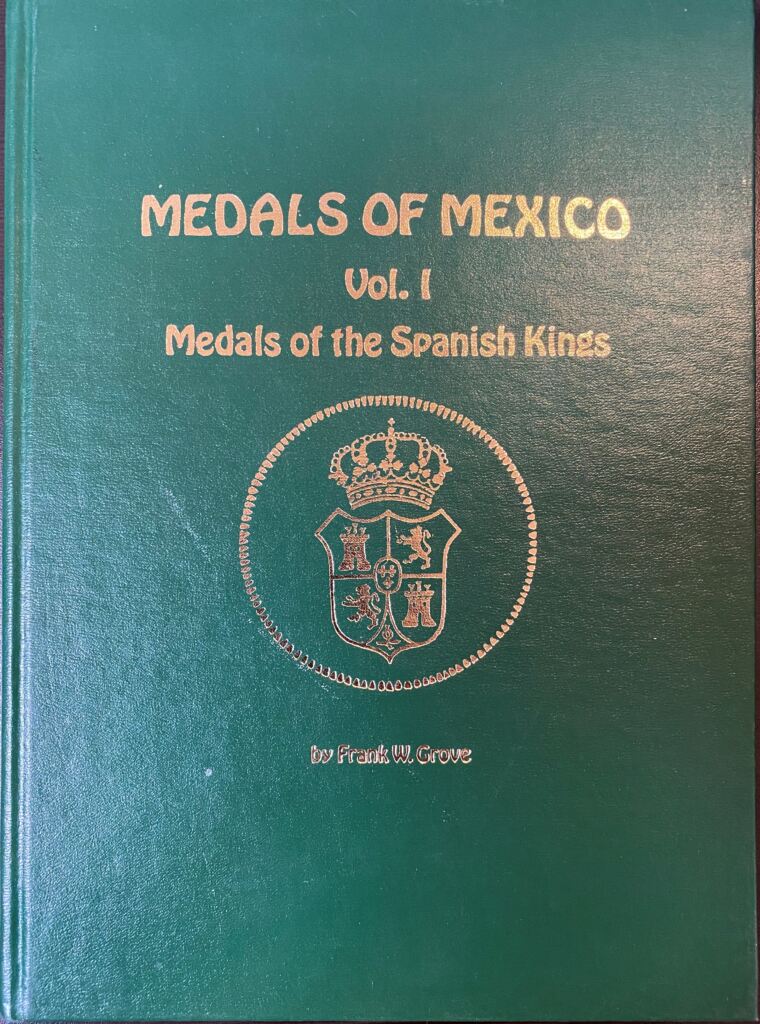 MEDALS OF MEXICO
Vol. I
Medals of the Spanish Kings
by Frank W. Grove